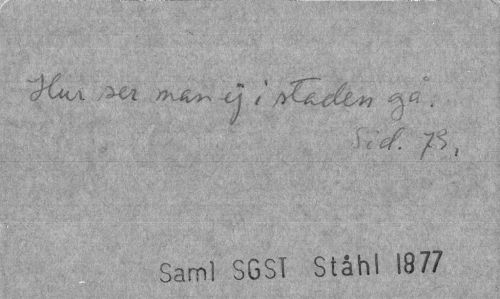 Hur ser man ej i staden gå.
Sid. 73,
Saml SGST Ståhl 1877